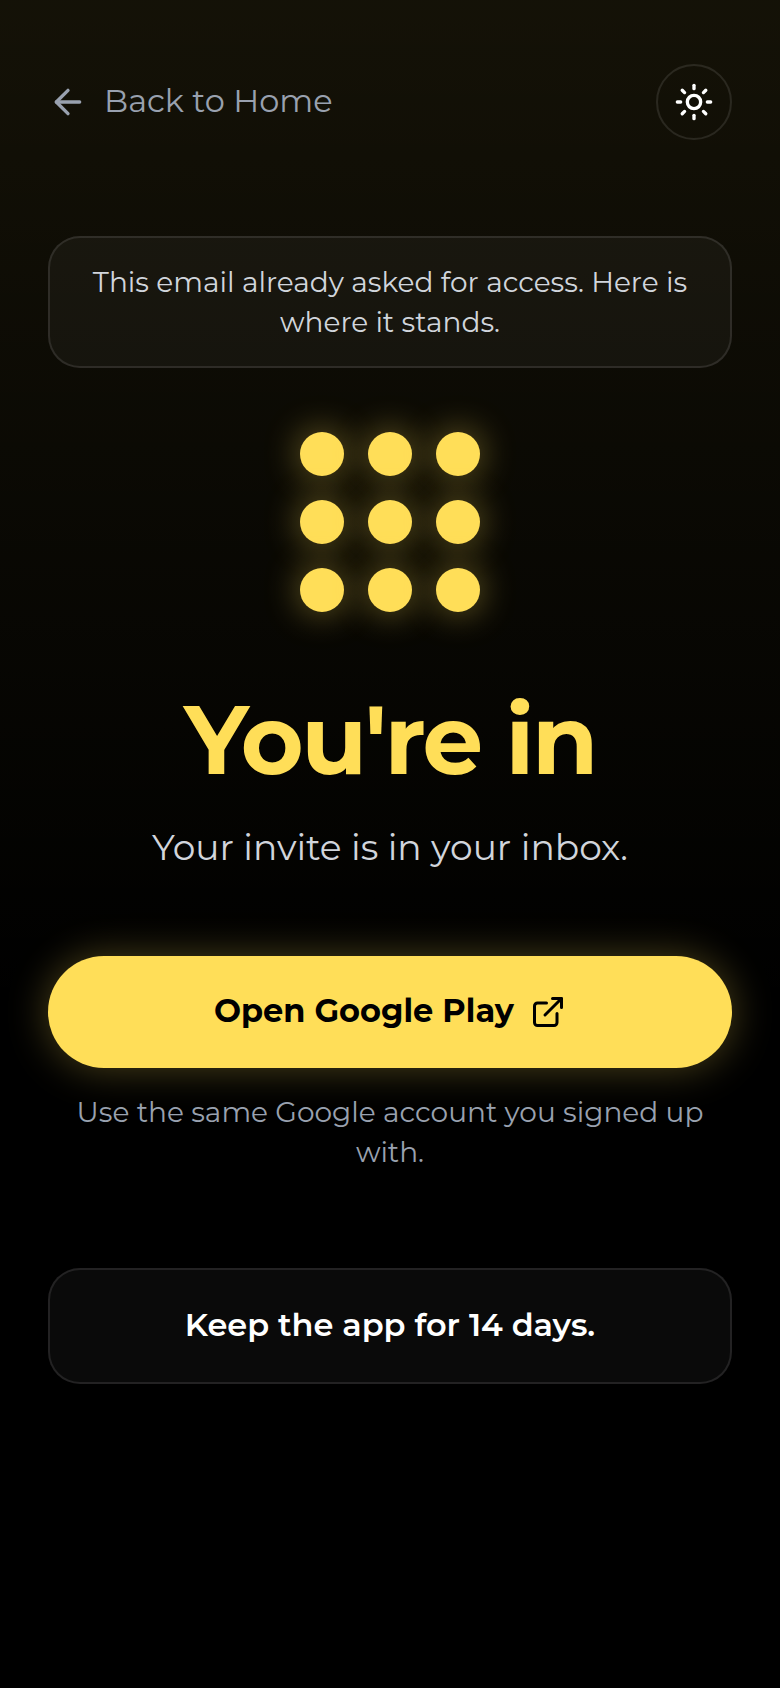 Back to Home
This email already asked for access. Here is
where it stands.
You're in
Your invite is in your inbox.
Open Google Play
Use the same Google account you signed up
with.
Keep the app for 14 days.